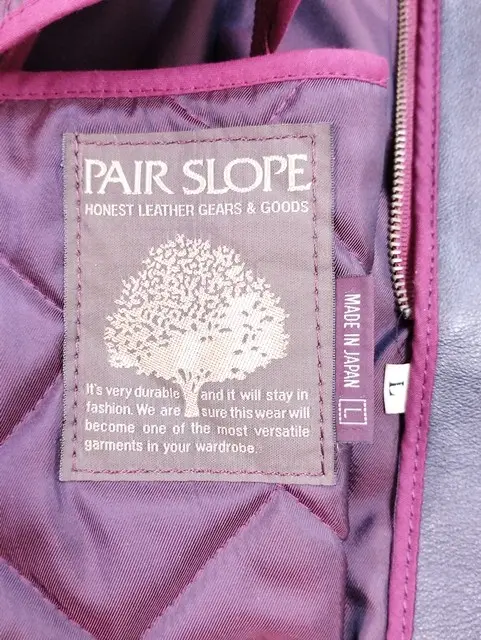 PAIR SLOPE
HONEST LEATHER GEARS & GOODS
It's very durable and it will stay in
fashion. We are sure this wear will
become one of the most versatile
garments in your wardrobe.
MADE IN JAPAN
L
L